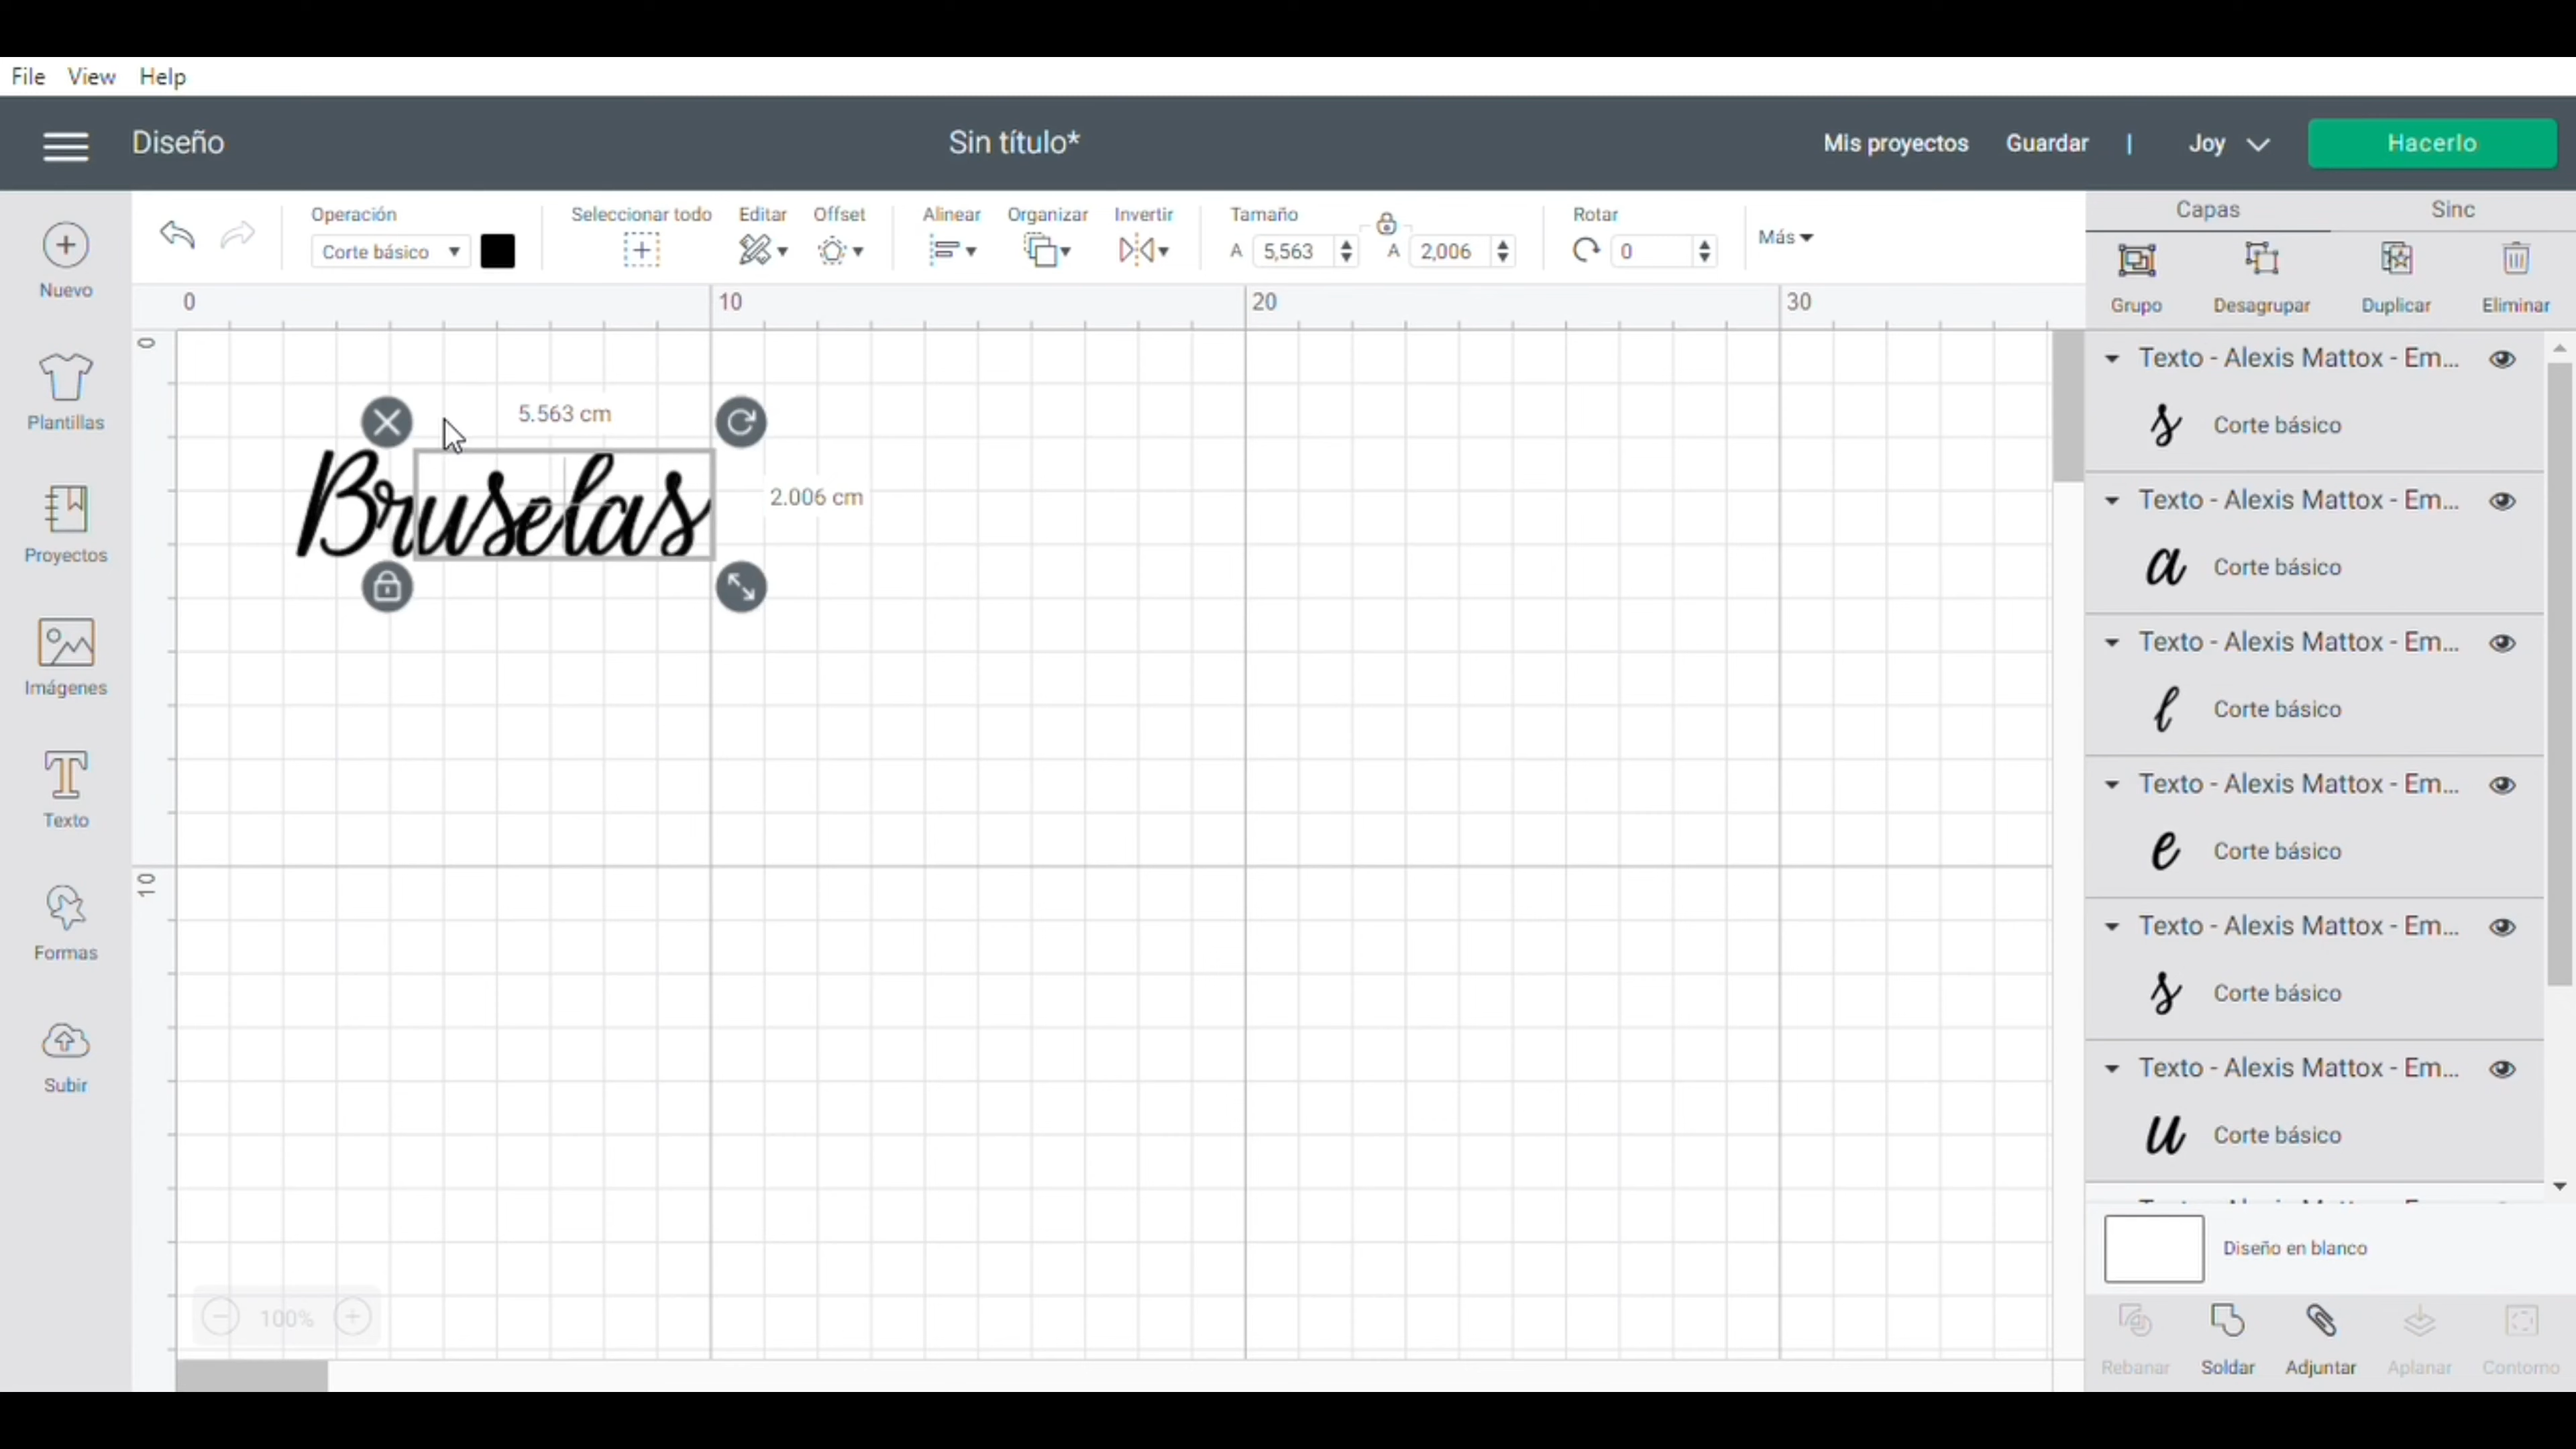 File View Help
Diseño Sin título* Mis proyectos Guardar | Joy Hacerlo
Operación Seleccionar todo Editar Offset Alinear Organizar Invertir Tamaño Rotar
Corte básico A 5,563 A 2,006 0 Más
Capas Sinc
Grupo Desagrupar Duplicar Eliminar
Nuevo
Plantillas
Proyectos
Imágenes
Texto
Formas
Subir
0 10 20 30
0
10
5.563 cm
2.006 cm
Bruselas
100%
Texto - Alexis Mattox - Em...
s Corte básico
Texto - Alexis Mattox - Em...
a Corte básico
Texto - Alexis Mattox - Em...
l Corte básico
Texto - Alexis Mattox - Em...
e Corte básico
Texto - Alexis Mattox - Em...
s Corte básico
Texto - Alexis Mattox - Em...
u Corte básico
Diseño en blanco
Rebanar Soldar Adjuntar Aplanar Contorno